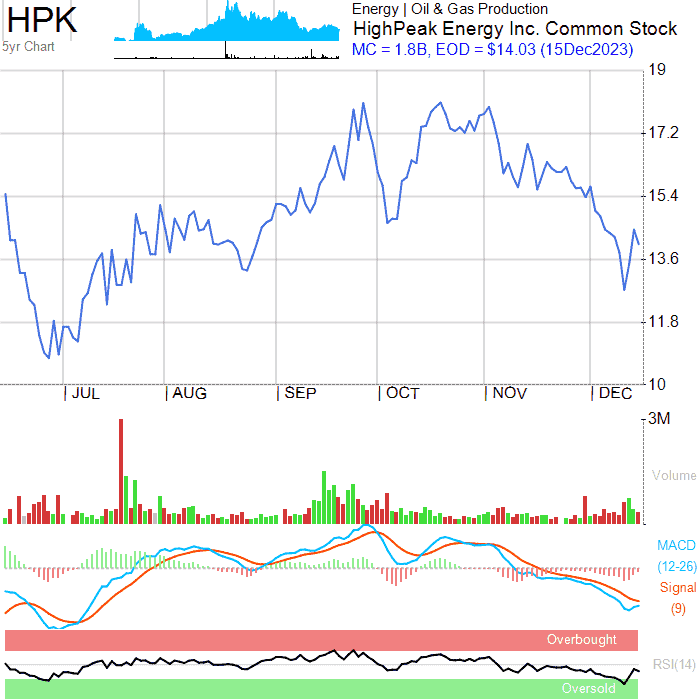 HPK
5yr Chart
Energy | Oil & Gas Production
HighPeak Energy Inc. Common Stock
MC = 1.8B, EOD = $14.03 (15Dec2023)
19
17.2
15.4
13.6
11.8
10
| JUL | AUG | SEP | OCT | NOV | DEC
3M
Volume
MACD
(12-26)
Signal
(9)
Overbought
RSI(14)
Oversold